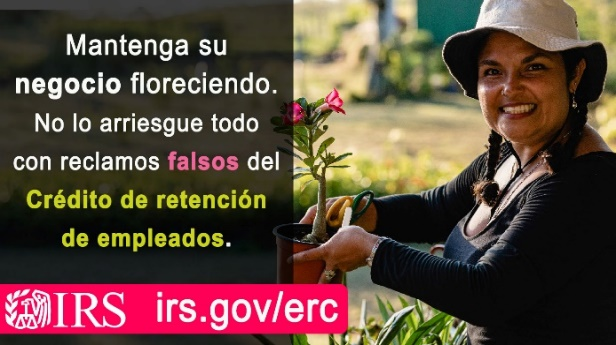 Mantenga su
negocio floreciendo.
No lo arriesgue todo
con reclamos falsos del
Crédito de retención
de empleados.
IRS irs.gov/erc